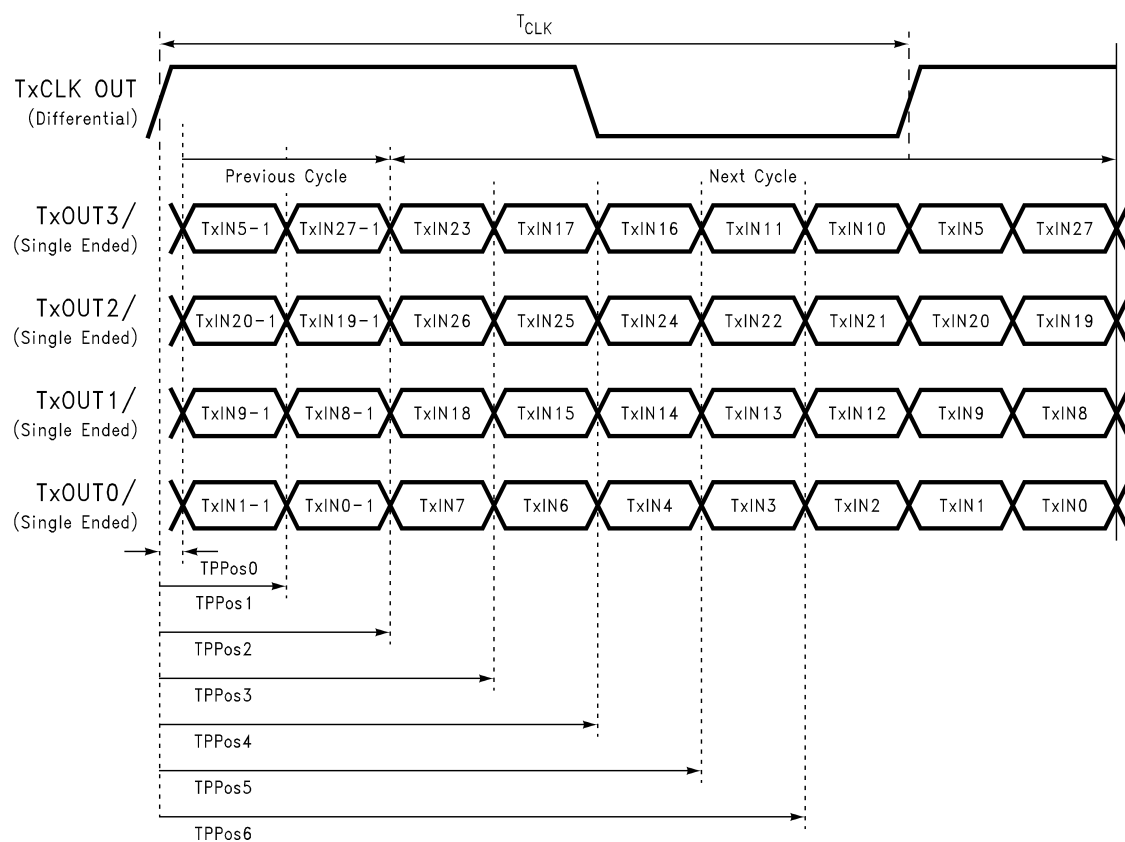 TCLK
TxCLK OUT
(Differential)
Previous Cycle
Next Cycle
TxOUT3/
(Single Ended)
TxIN5-1 TxIN27-1 TxIN23 TxIN17 TxIN16 TxIN11 TxIN10 TxIN5 TxIN27
TxOUT2/
(Single Ended)
TxIN20-1 TxIN19-1 TxIN26 TxIN25 TxIN24 TxIN22 TxIN21 TxIN20 TxIN19
TxOUT1/
(Single Ended)
TxIN9-1 TxIN8-1 TxIN18 TxIN15 TxIN14 TxIN13 TxIN12 TxIN9 TxIN8
TxOUT0/
(Single Ended)
TxIN1-1 TxIN0-1 TxIN7 TxIN6 TxIN4 TxIN3 TxIN2 TxIN1 TxIN0
TPPos0
TPPos1
TPPos2
TPPos3
TPPos4
TPPos5
TPPos6